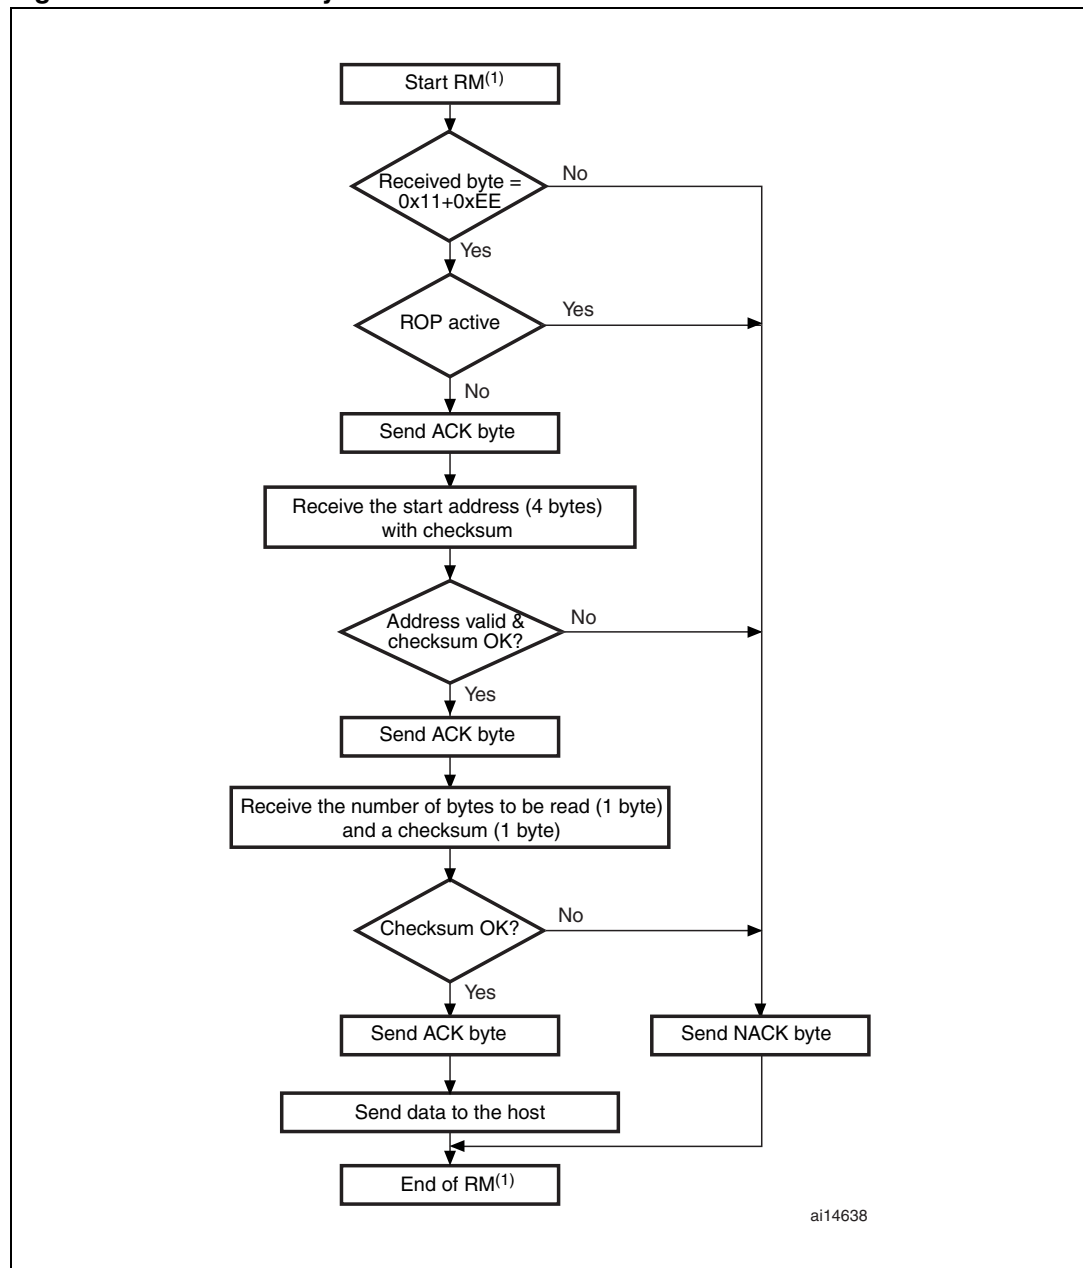 Start RM(1)
Received byte =
0x11+0xEE
No
Yes
ROP active
Yes
No
Send ACK byte
Receive the start address (4 bytes)
with checksum
Address valid &
checksum OK?
No
Yes
Send ACK byte
Receive the number of bytes to be read (1 byte)
and a checksum (1 byte)
Checksum OK?
No
Yes
Send ACK byte
Send NACK byte
Send data to the host
End of RM(1)
ai14638